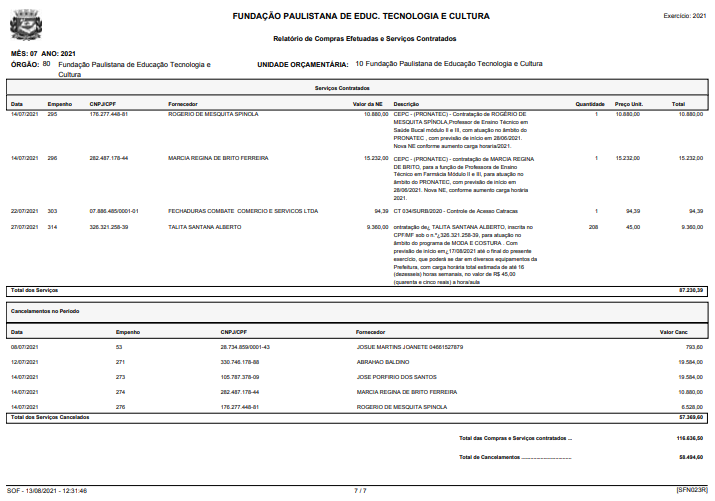 FUNDAÇÃO PAULISTANA DE EDUC. TECNOLOGIA E CULTURA
Exercício: 2021
Relatório de Compras Efetuadas e Serviços Contratados
MÊS: 07 ANO: 2021
ÓRGÃO: 80 Fundação Paulistana de Educação Tecnologia e Cultura
UNIDADE ORÇAMENTÁRIA: 10 Fundação Paulistana de Educação Tecnologia e Cultura
Serviços Contratados
Data Empenho CNPJ/CPF Fornecedor Valor da NE Descrição Quantidade Preço Unit. Total
14/07/2021 295 176.277.448-81 ROGERIO DE MESQUITA SPINOLA 10.880,00 CEPC - (PRONATEC) - Contratação de ROGÉRIO DE 1 10.880,00 10.880,00
MESQUITA SPÍNOLA,Professor de Ensino Técnico em
Saúde Bucal módulo II e III, com atuação no âmbito do
PRONATEC , com previsão de início em 28/06/2021.
Nova NE conforme aumento carga horaria/2021.
14/07/2021 296 282.487.178-44 MARCIA REGINA DE BRITO FERREIRA 15.232,00 CEPC - (PRONATEC) - contratação de MARCIA REGINA 1 15.232,00 15.232,00
DE BRITO, para a função de Professora de Ensino
Técnico em Farmácia Módulo II e III, para atuação no
âmbito do PRONATEC, com previsão de início em
28/06/2021. Nova NE, conforme aumento carga horária
2021.
22/07/2021 303 07.886.485/0001-01 FECHADURAS COMBATE COMERCIO E SERVICOS LTDA 94,39 CT 034/SURB/2020 - Controle de Acesso Catracas 1 94,39 94,39
27/07/2021 314 326.321.258-39 TALITA SANTANA ALBERTO 9.360,00 ontratação de¿ TALITA SANTANA ALBERTO, inscrita no 208 45,00 9.360,00
CPF/MF sob o n.º¿326.321.258-39, para atuação no
âmbito do programa de MODA E COSTURA . Com
previsão de início em¿17/08/2021 até o final do presente
exercício, que poderá se dar em diversos equipamentos da
Prefeitura, com carga horária total estimada de até 16
(dezesseis) horas semanais, no valor de R$ 45,00
(quarenta e cinco reais) a hora/aula
Total dos Serviços 87.230,39
Cancelamentos no Período
Data Empenho CNPJ/CPF Fornecedor Valor Canc
08/07/2021 53 28.734.859/0001-43 JOSUE MARTINS JOANETE 04661527879 793,60
12/07/2021 271 330.746.178-88 ABRAHAO BALDINO 19.584,00
14/07/2021 273 105.787.378-09 JOSE PORFIRIO DOS SANTOS 19.584,00
14/07/2021 274 282.487.178-44 MARCIA REGINA DE BRITO FERREIRA 10.880,00
14/07/2021 276 176.277.448-81 ROGERIO DE MESQUITA SPINOLA 6.528,00
Total dos Serviços Cancelados 57.369,60
Total das Compras e Serviços contratados ... 116.636,50
Total de Cancelamentos ................................ 58.494,60
SOF - 13/08/2021 - 12:31:46 7 / 7 [SFN023R]